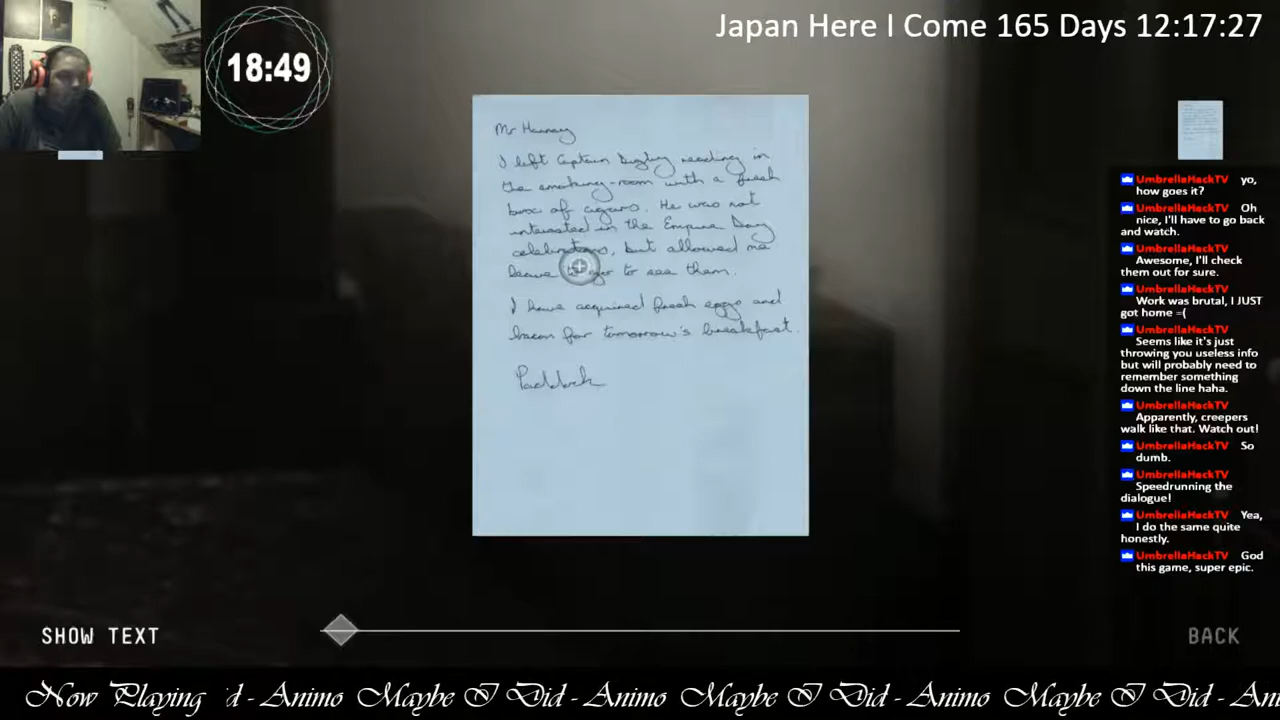 Japan Here I Come 165 Days 12:17:27
18:49
Mr Hannay
I left Captain Digby reading in
the smoking-room with a fresh
box of cigars. He was not
interested in the Empire Day
celebrations, but allowed me
leave to go to see them.
I have acquired fresh eggs and
bacon for tomorrow's breakfast.
Paddock
UmbrellaHackTV yo,
how goes it?
UmbrellaHackTV Oh
nice, I'll have to go back
and watch.
UmbrellaHackTV
Awesome, I'll check
them out for sure.
UmbrellaHackTV
Work was brutal, I JUST
got home =(
UmbrellaHackTV
Seems like it's just
throwing you useless info
but will probably need to
remember something
down the line haha.
UmbrellaHackTV
Apparently, creepers
walk like that. Watch out!
UmbrellaHackTV So
dumb.
UmbrellaHackTV
Speedrunning the
dialogue!
UmbrellaHackTV Yea,
I do the same quite
honestly.
UmbrellaHackTV God
this game, super epic.
SHOW TEXT
BACK
Now Playing d - Animo Maybe I Did - Animo Maybe I Did - Animo Maybe I Did - Ani